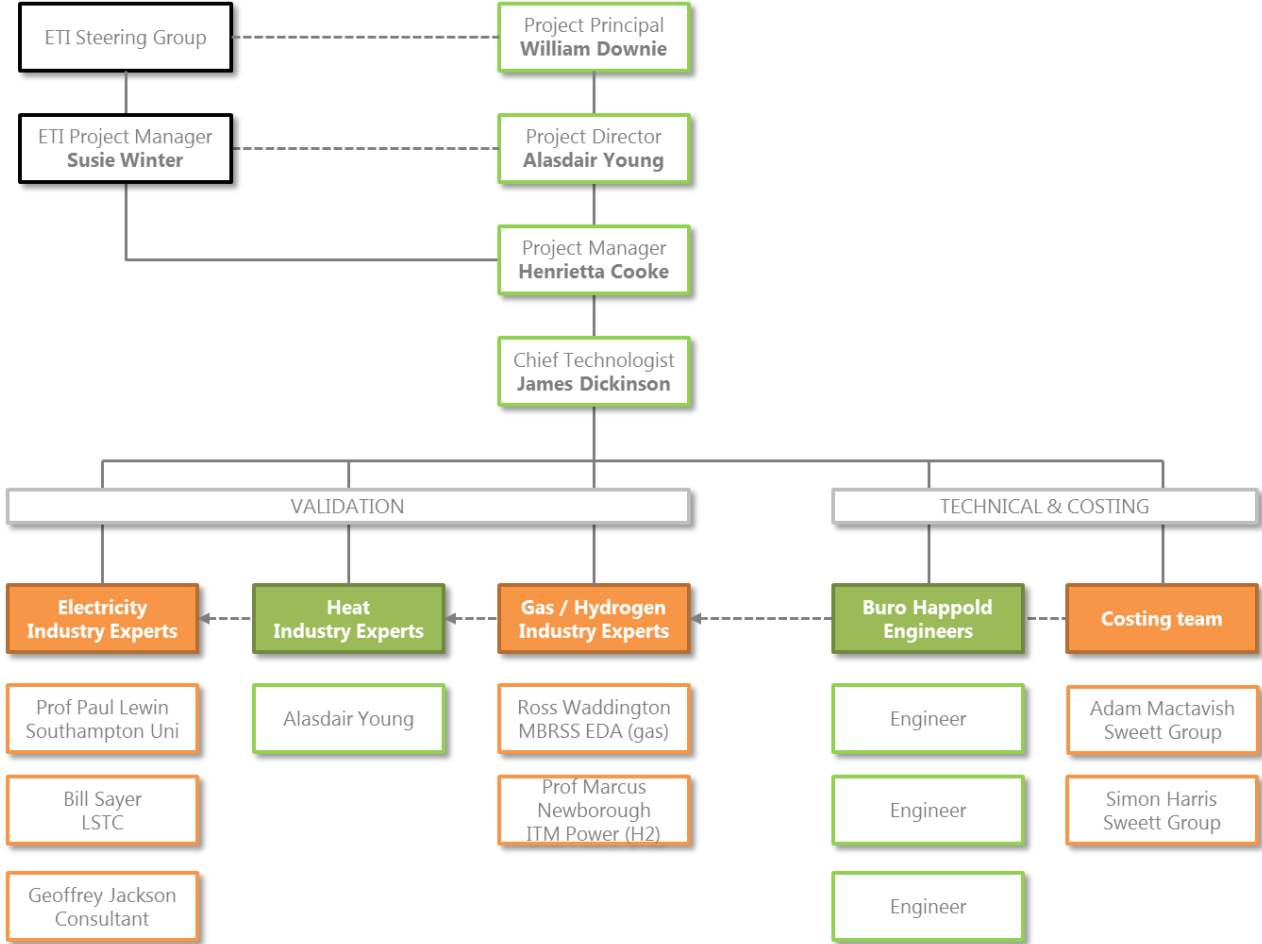 ETI Steering Group
Project Principal
William Downie
ETI Project Manager
Susie Winter
Project Director
Alasdair Young
Project Manager
Henrietta Cooke
Chief Technologist
James Dickinson
VALIDATION
TECHNICAL & COSTING
Electricity
Industry Experts
Heat
Industry Experts
Gas / Hydrogen
Industry Experts
Buro Happold
Engineers
Costing team
Prof Paul Lewin
Southampton Uni
Alasdair Young
Ross Waddington
MBRSS EDA (gas)
Engineer
Adam Mactavish
Sweett Group
Bill Sayer
LSTC
Prof Marcus
Newborough
ITM Power (H2)
Engineer
Simon Harris
Sweett Group
Geoffrey Jackson
Consultant
Engineer